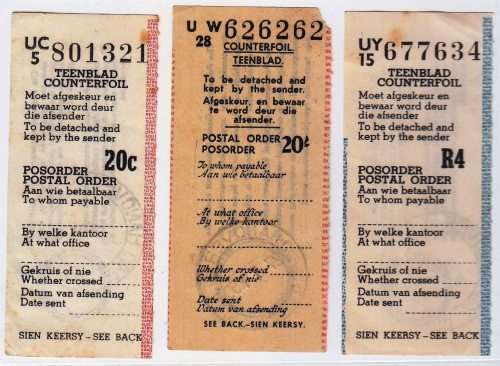 UC
5 801321
TEENBLAD
COUNTERFOIL
Moet afgeskeur en
bewaar word deur
die afsender
To be detached and
kept by the sender.
20c
POSORDER
POSTAL ORDER
Aan wie betaalbaar
To whom payable
By welke kantoor
At what office
Gekruis of nie
Whether crossed
Datum van afsending
Date sent
SIEN KEERSY – SEE BACK
U W 626262
28
COUNTERFOIL.
TEENBLAD.
To be detached and
kept by the sender.
Afgeskeur, en bewaar
te word deur die
afsender.
POSTAL ORDER
POSORDER 20/-
To whom payable
Aan wie betaalbaar
At what office
By welke kantoor
Whether crossed
Gekruis of nie
Date sent
Datum van afsending
SEE BACK.–SIEN KERSY.
UY
15 677634
TEENBLAD
COUNTERFOIL
Moet afgeskeur en
bewaar word deur
die afsender
To be detached and
kept by the sender.
R4
POSORDER
POSTAL ORDER
Aan wie betaalbaar
To whom payable
By welke kantoor
At what office
Gekruis of nie
Whether crossed
Datum van afsending
Date sent
SIEN KEERSY – SEE BACK